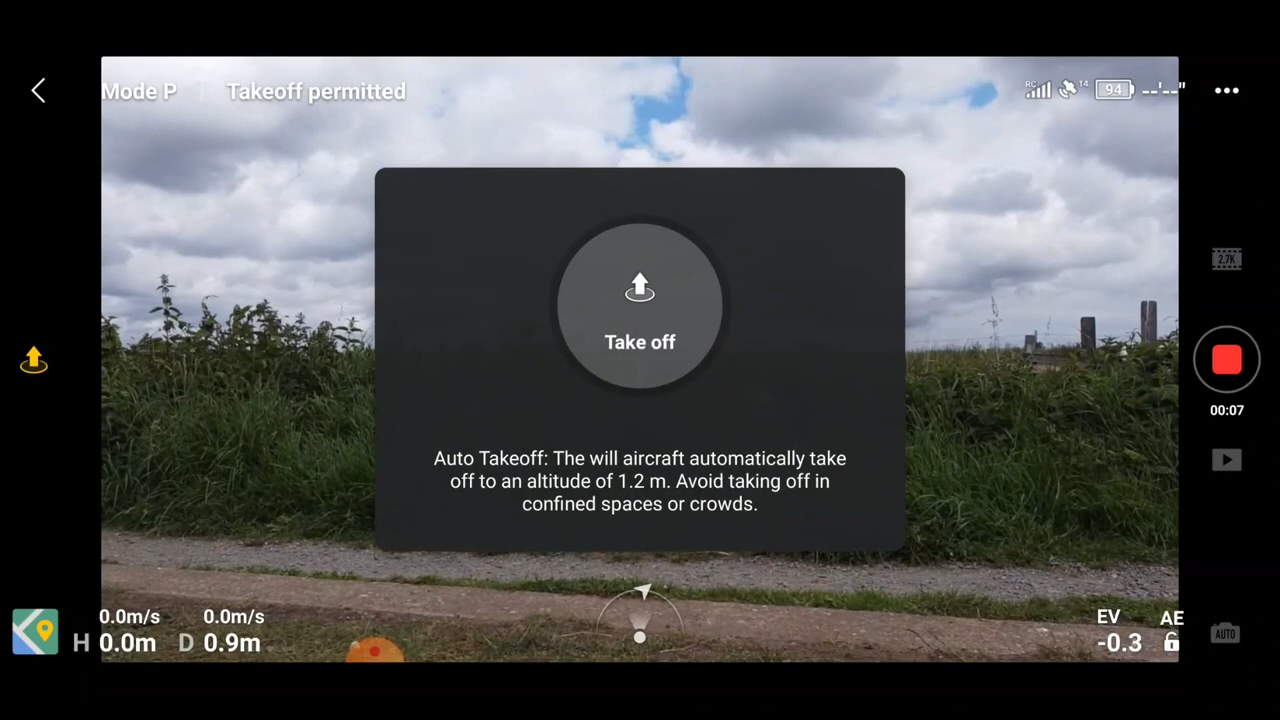 Mode P
Takeoff permitted
RC
14
94
--'--"
2.7K
Take off
00:07
Auto Takeoff: The will aircraft automatically take
off to an altitude of 1.2 m. Avoid taking off in
confined spaces or crowds.
0.0m/s 0.0m/s
H 0.0m D 0.9m
EV AE
-0.3
AUTO